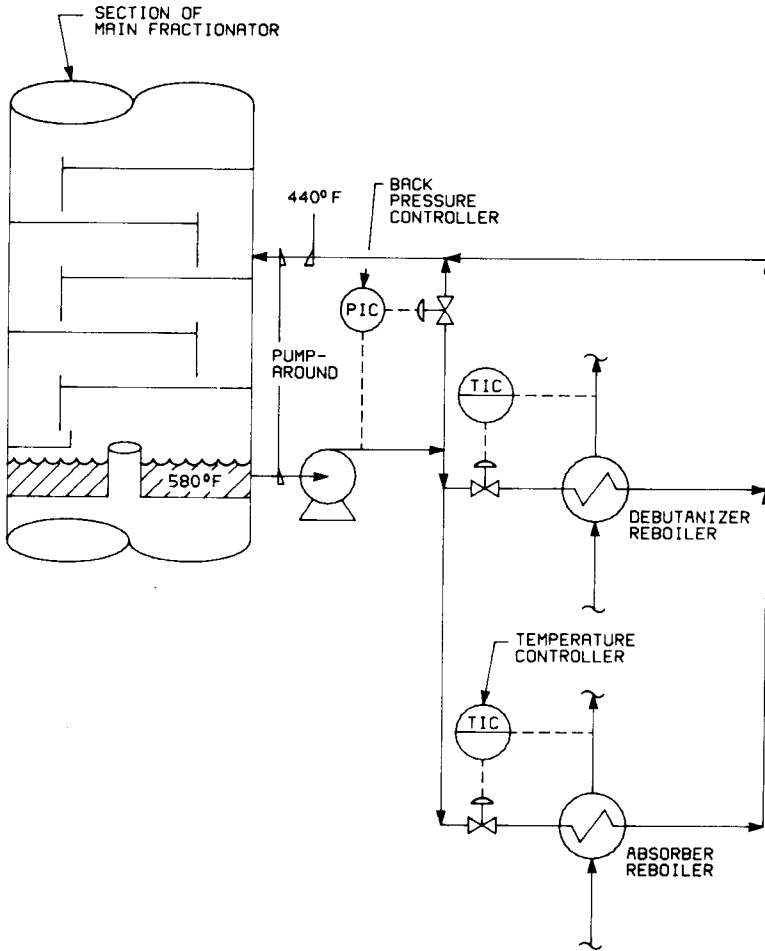 SECTION OF
MAIN FRACTIONATOR
BACK
PRESSURE
CONTROLLER
440°F
PIC
PUMP-
AROUND
TIC
580°F
DEBUTANIZER
REBOILER
TEMPERATURE
CONTROLLER
TIC
ABSORBER
REBOILER